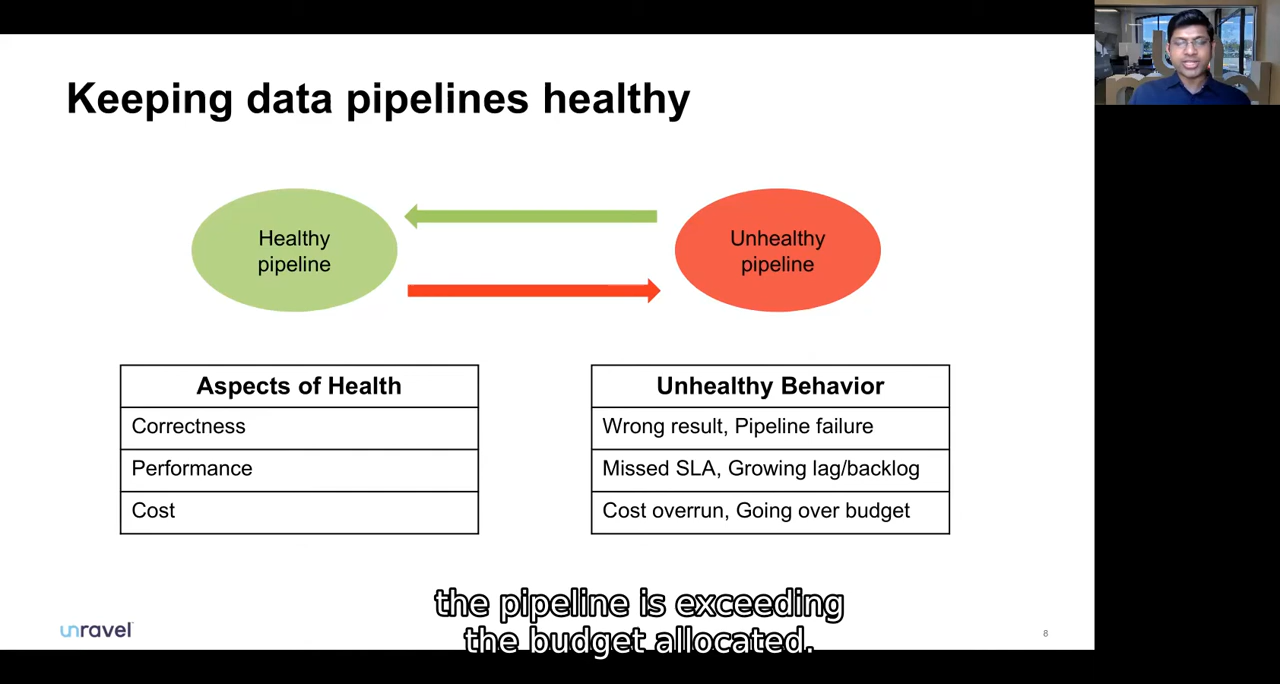 Keeping data pipelines healthy
Healthy
pipeline
Unhealthy
pipeline
Aspects of Health
Correctness
Performance
Cost
Unhealthy Behavior
Wrong result, Pipeline failure
Missed SLA, Growing lag/backlog
Cost overrun, Going over budget
the pipeline is exceeding
the budget allocated.
unravel
8